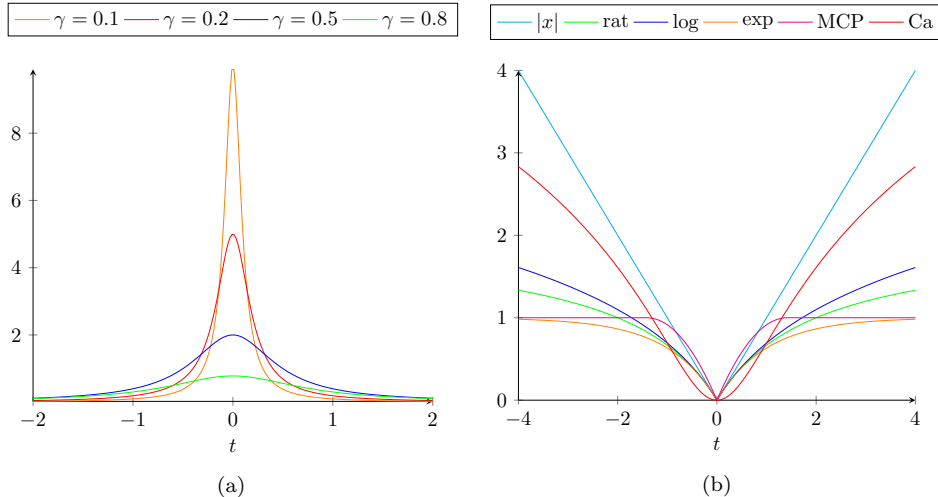 γ = 0.1 γ = 0.2 γ = 0.5 γ = 0.8
8
6
4
2
−2 −1 0 1 2
t
(a)
|x| rat log exp MCP Ca
4
3
2
1
0
−4 −2 0 2 4
t
(b)